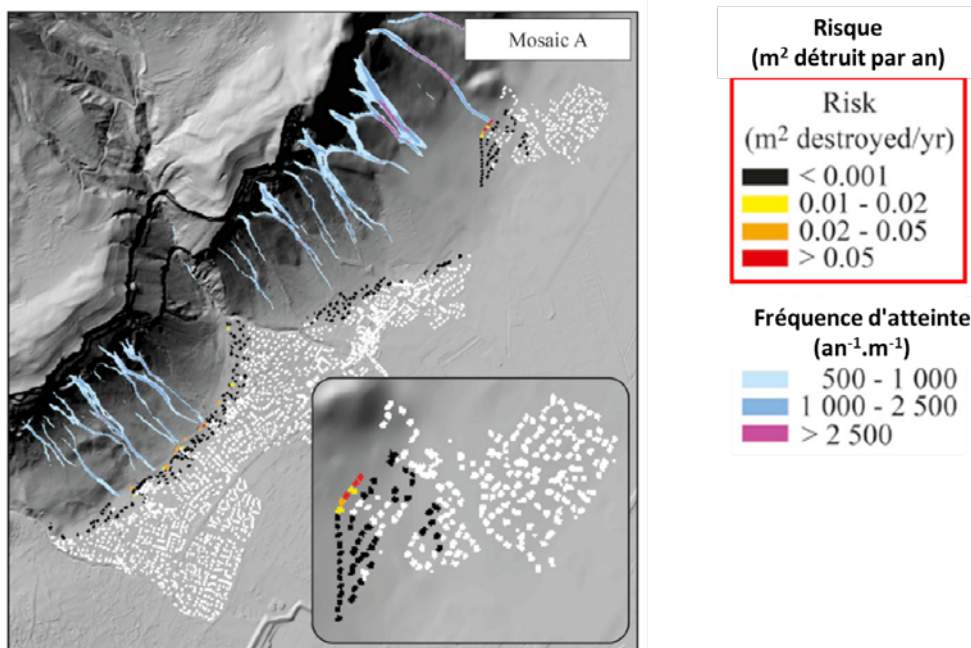 Mosaic A
Risque
(m² détruit par an)
Risk
(m² destroyed/yr)
< 0.001
0.01 - 0.02
0.02 - 0.05
> 0.05
Fréquence d'atteinte
(an⁻¹.m⁻¹)
500 - 1 000
1 000 - 2 500
> 2 500